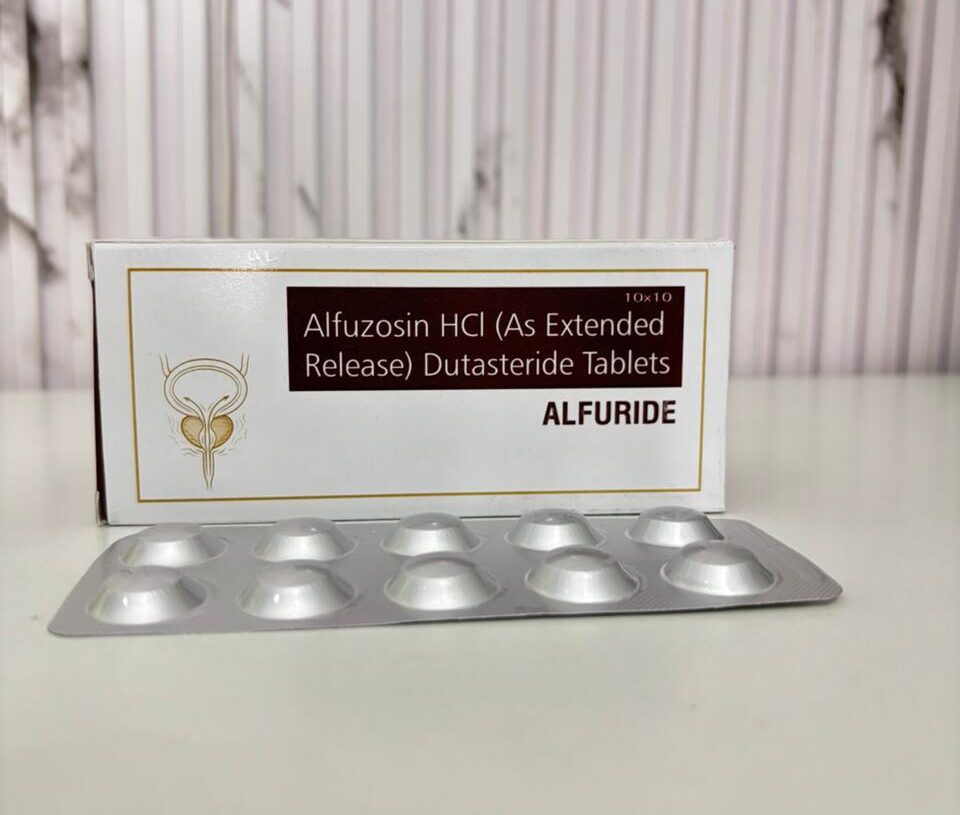 10x10
Alfuzosin HCl (As Extended
Release) Dutasteride Tablets
ALFURIDE